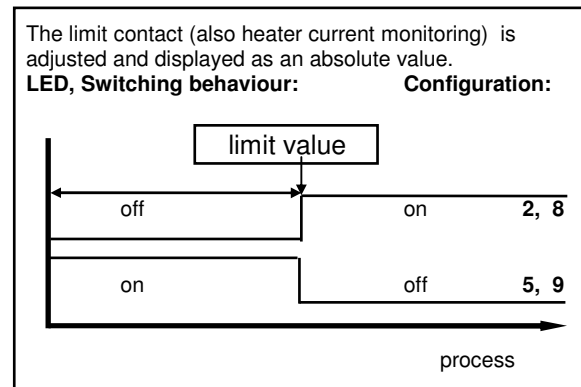 The limit contact (also heater current monitoring) is
adjusted and displayed as an absolute value.
LED, Switching behaviour: Configuration:
limit value
off on 2, 8
on off 5, 9
process